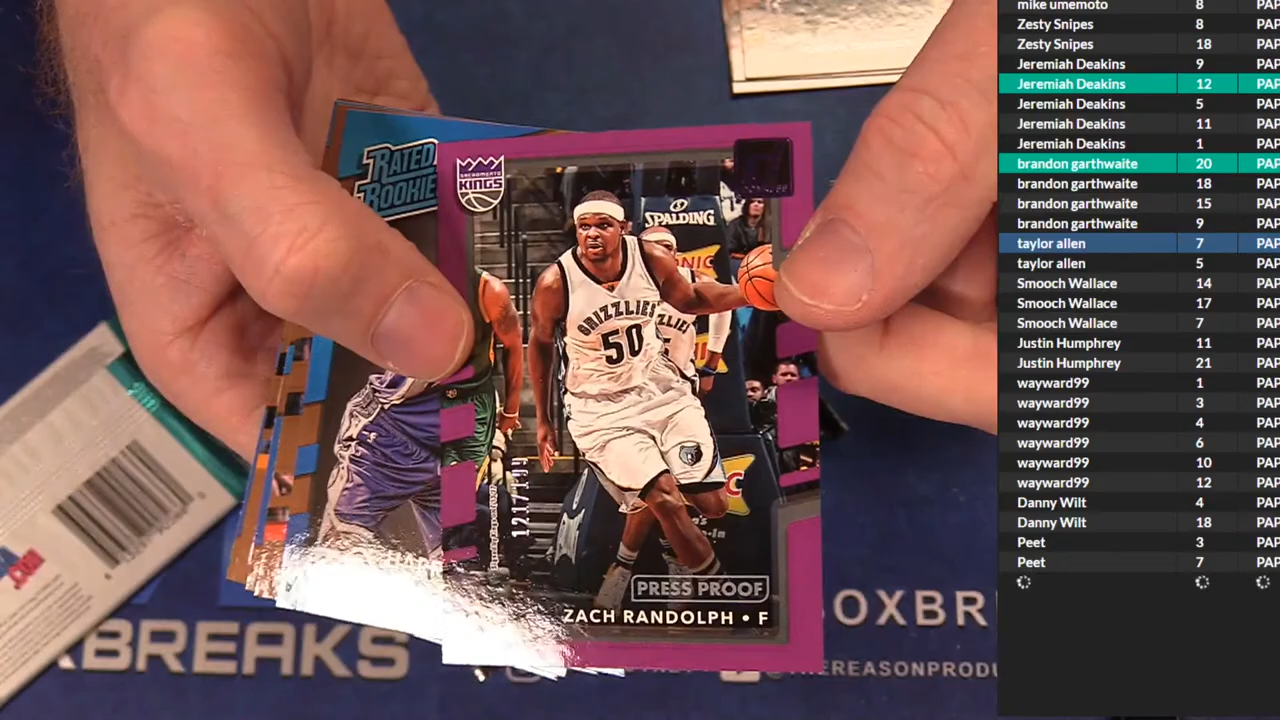 RATED
ROOKIE
SACRAMENTO
KINGS
SPALDING
GRIZZLIES
50
PRESS PROOF
ZACH RANDOLPH • F
BREAKS
OXBR
mike umemoto 8 PAP
Zesty Snipes 8 PAP
Zesty Snipes 18 PAP
Jeremiah Deakins 9 PAP
Jeremiah Deakins 12 PAP
Jeremiah Deakins 5 PAP
Jeremiah Deakins 11 PAP
Jeremiah Deakins 1 PAP
brandon garthwaite 20 PAP
brandon garthwaite 18 PAP
brandon garthwaite 15 PAP
brandon garthwaite 9 PAP
taylor allen 7 PAP
taylor allen 5 PAP
Smooch Wallace 14 PAP
Smooch Wallace 17 PAP
Smooch Wallace 7 PAP
Justin Humphrey 11 PAP
Justin Humphrey 21 PAP
wayward99 1 PAP
wayward99 3 PAP
wayward99 4 PAP
wayward99 6 PAP
wayward99 10 PAP
wayward99 12 PAP
Danny Wilt 4 PAP
Danny Wilt 18 PAP
Peet 3 PAP
Peet 7 PAP